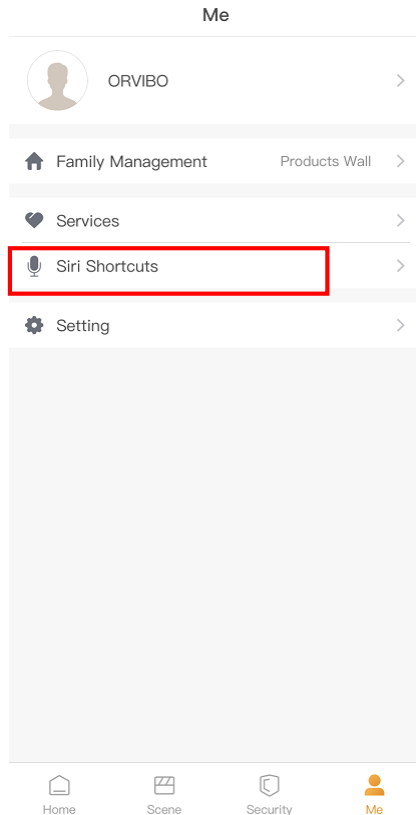 Me
ORVIBO
Family Management Products Wall
Services
Siri Shortcuts
Setting
Home Scene Security Me